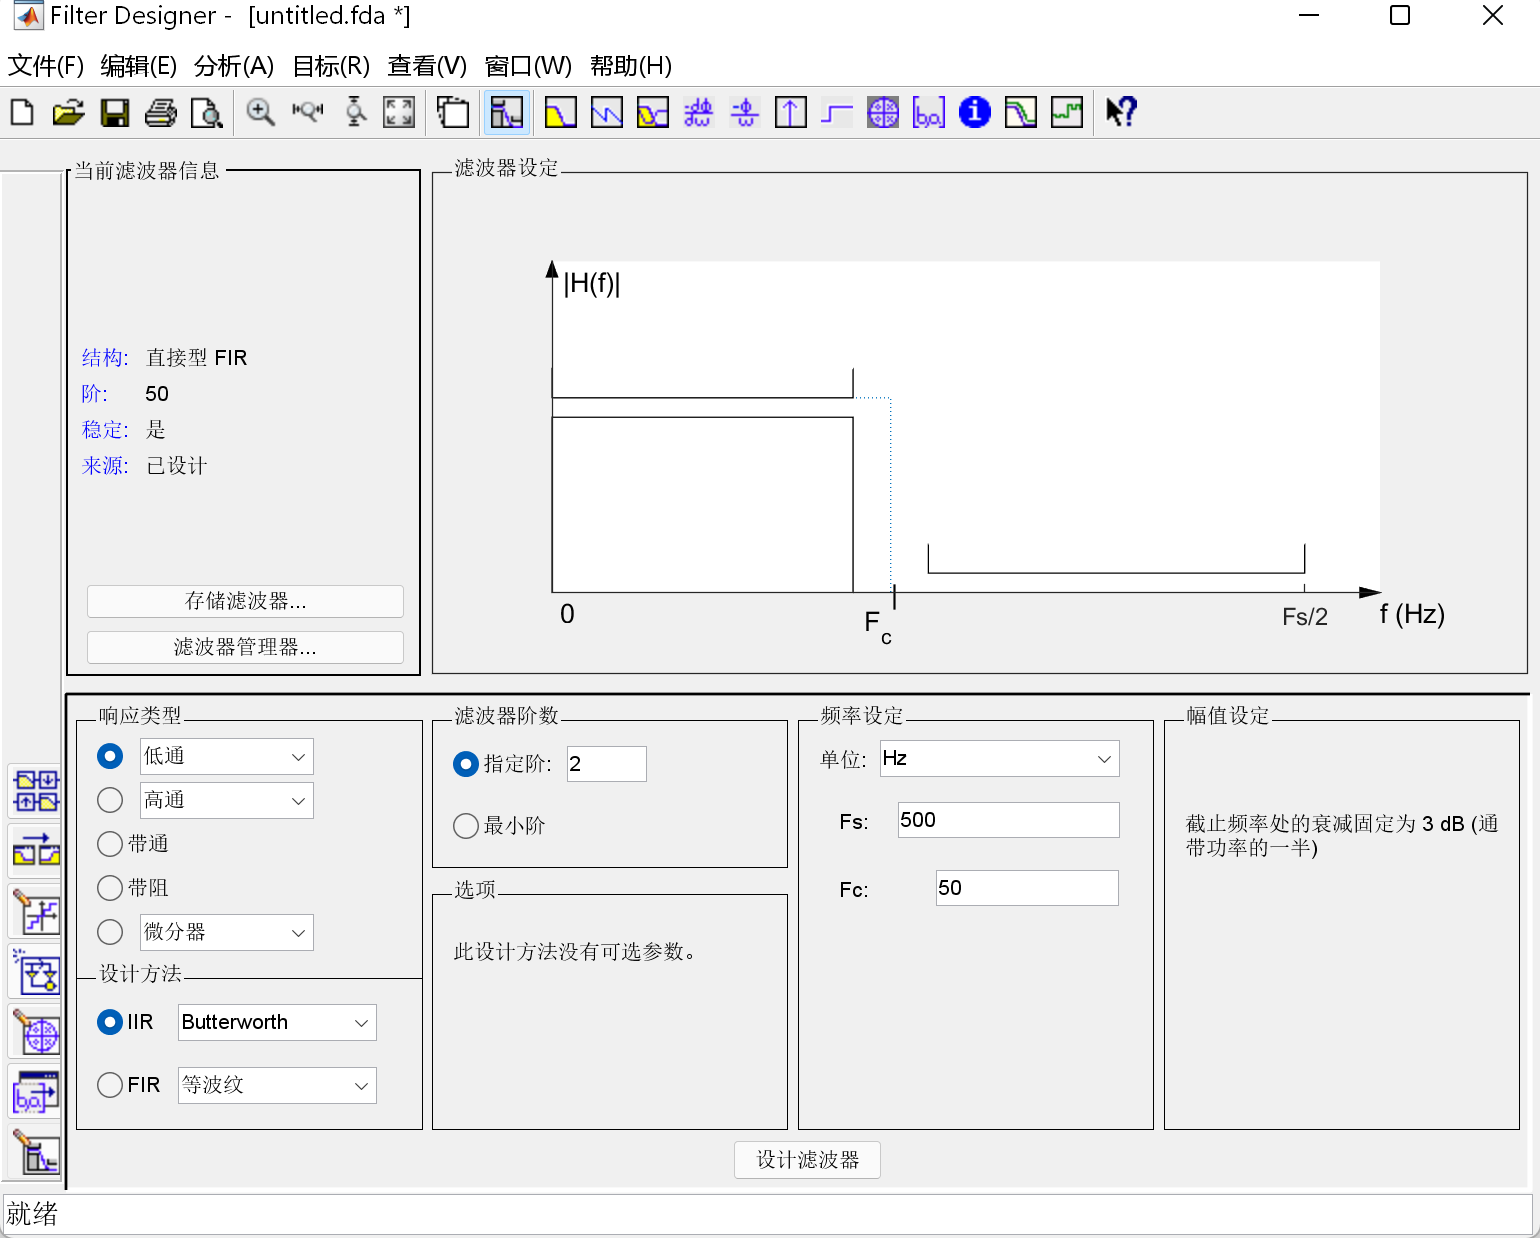 Filter Designer - [untitled.fda *]
文件(F) 编辑(E) 分析(A) 目标(R) 查看(V) 窗口(W) 帮助(H)
当前滤波器信息
结构: 直接型 FIR
阶: 50
稳定: 是
来源: 已设计
存储滤波器...
滤波器管理器...
滤波器设定
|H(f)|
0
Fc
Fs/2
f (Hz)
响应类型
低通
高通
带通
带阻
微分器
设计方法
IIR Butterworth
FIR 等波纹
滤波器阶数
指定阶: 2
最小阶
选项
此设计方法没有可选参数。
频率设定
单位: Hz
Fs: 500
Fc: 50
幅值设定
截止频率处的衰减固定为 3 dB (通
带功率的一半)
设计滤波器
就绪